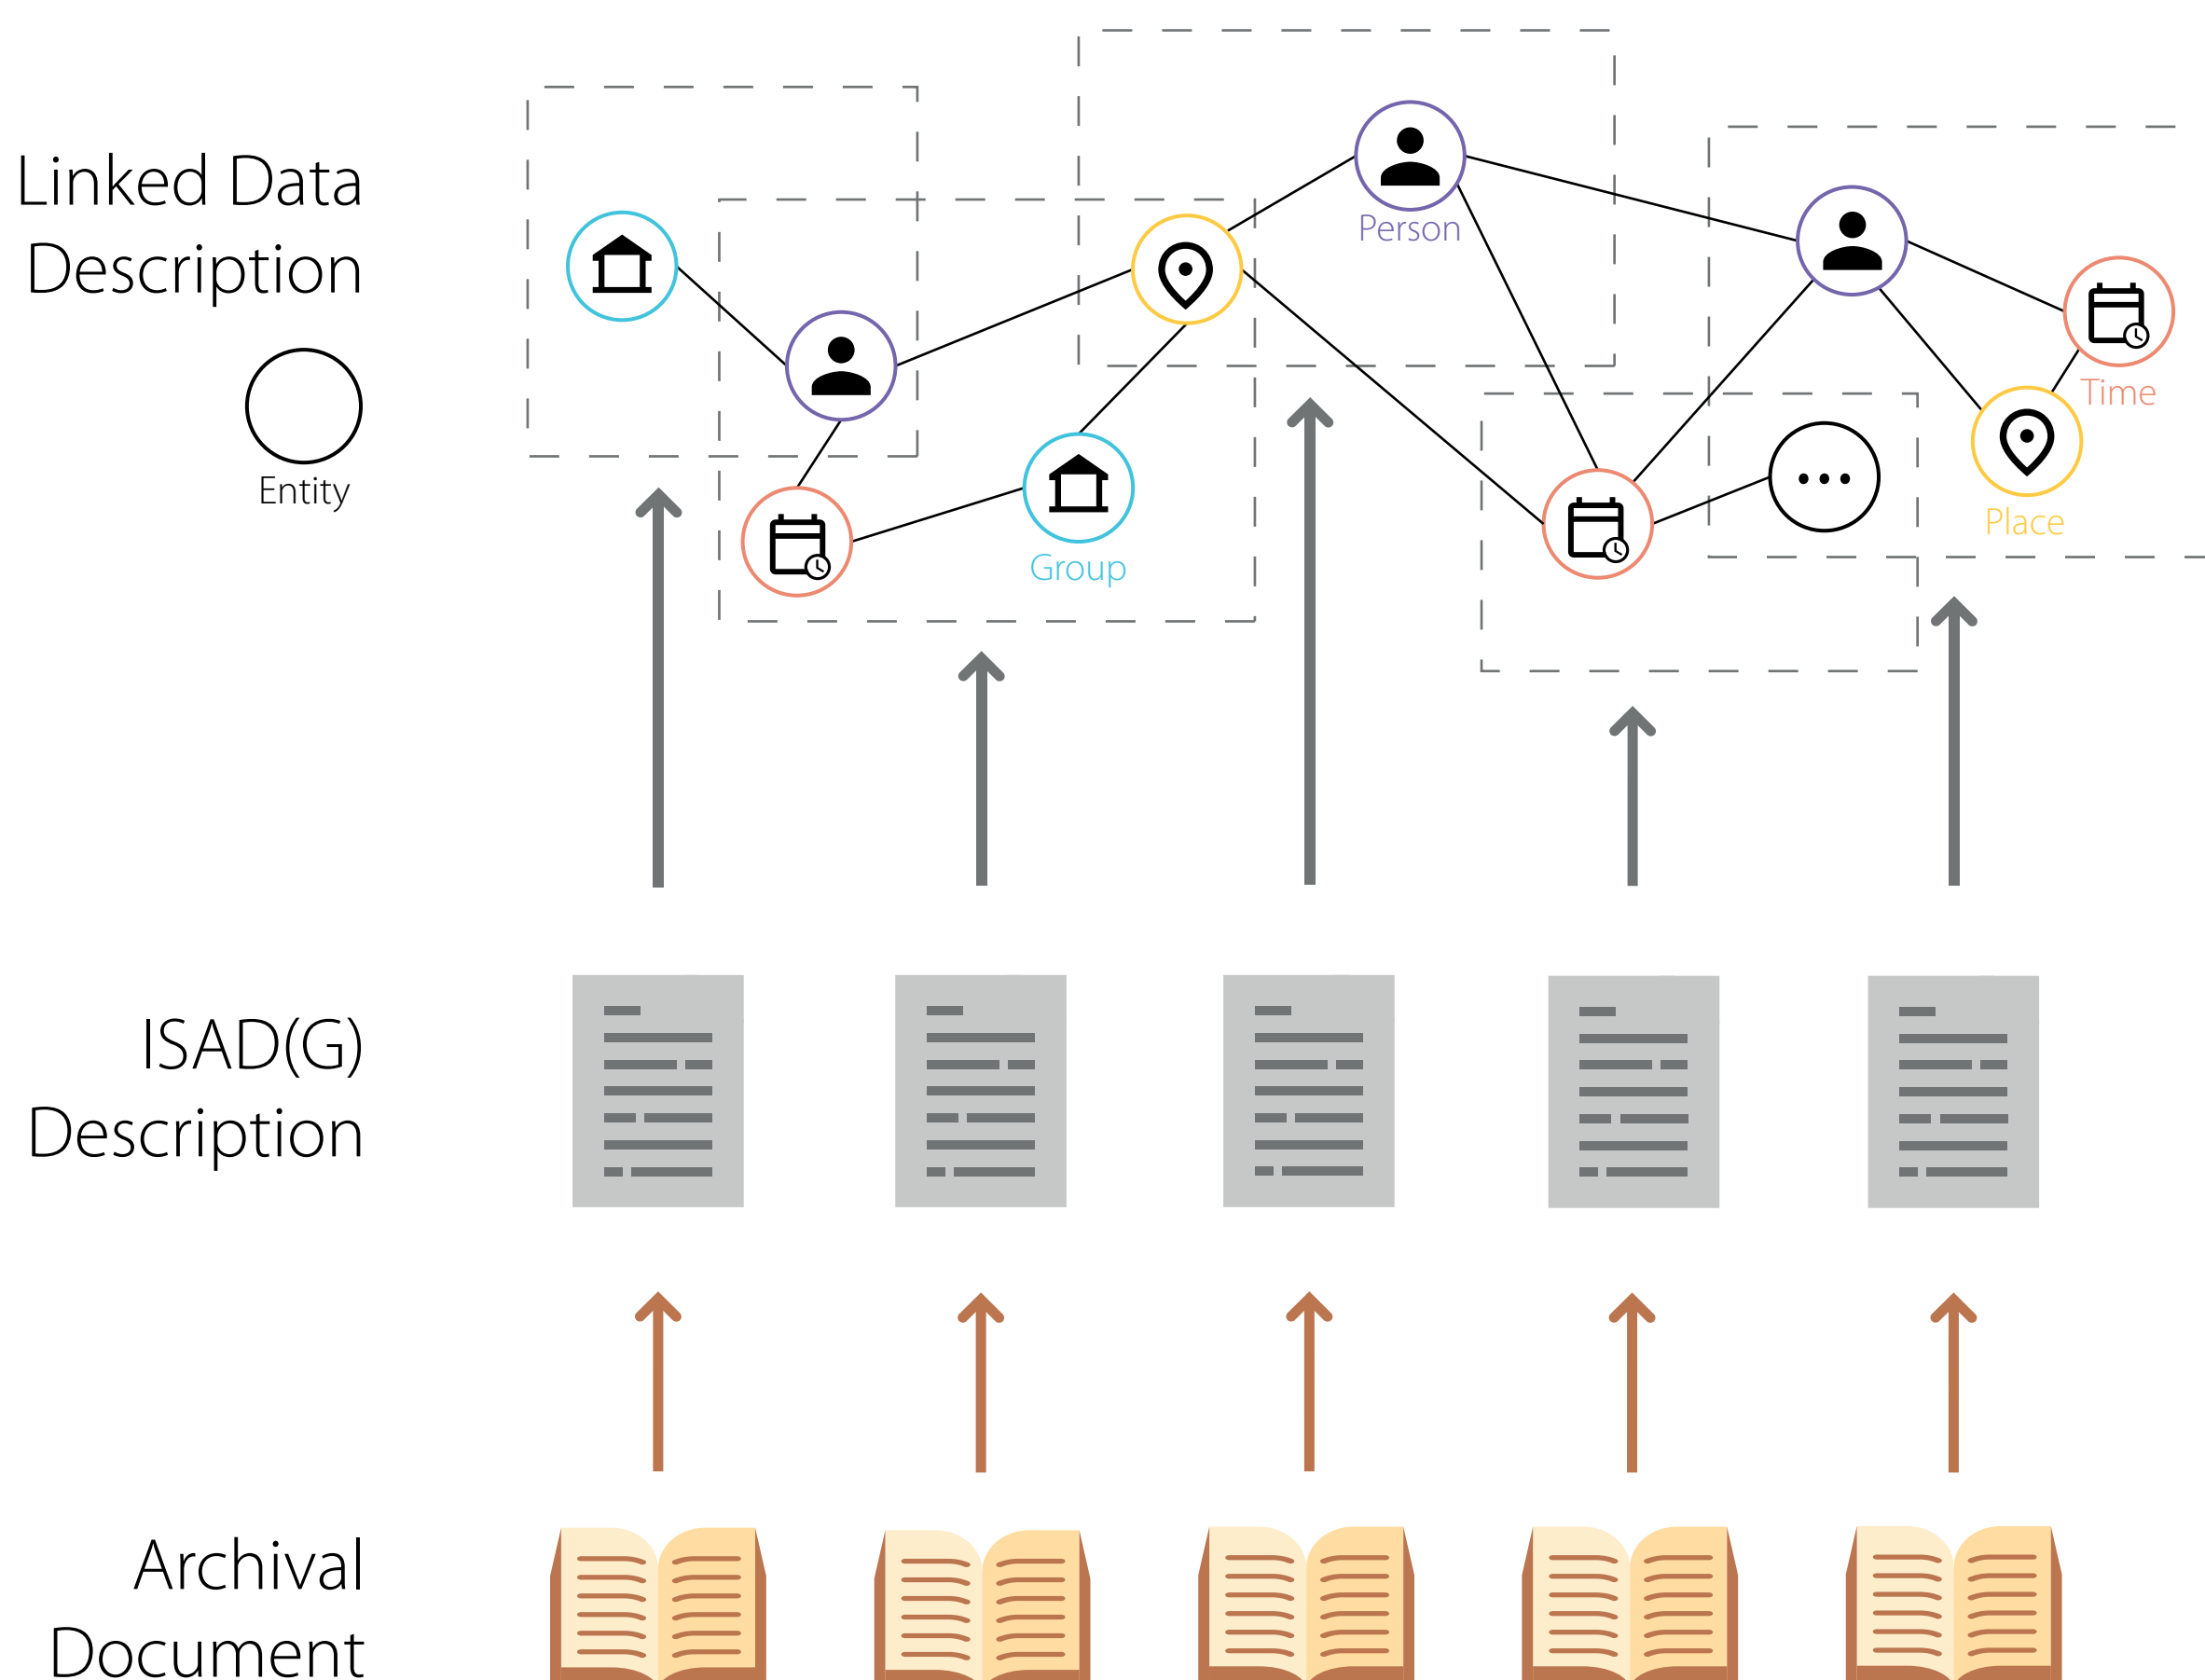 Linked Data
Description
Entity
Person
Time
Place
Group
ISAD(G)
Description
Archival
Document